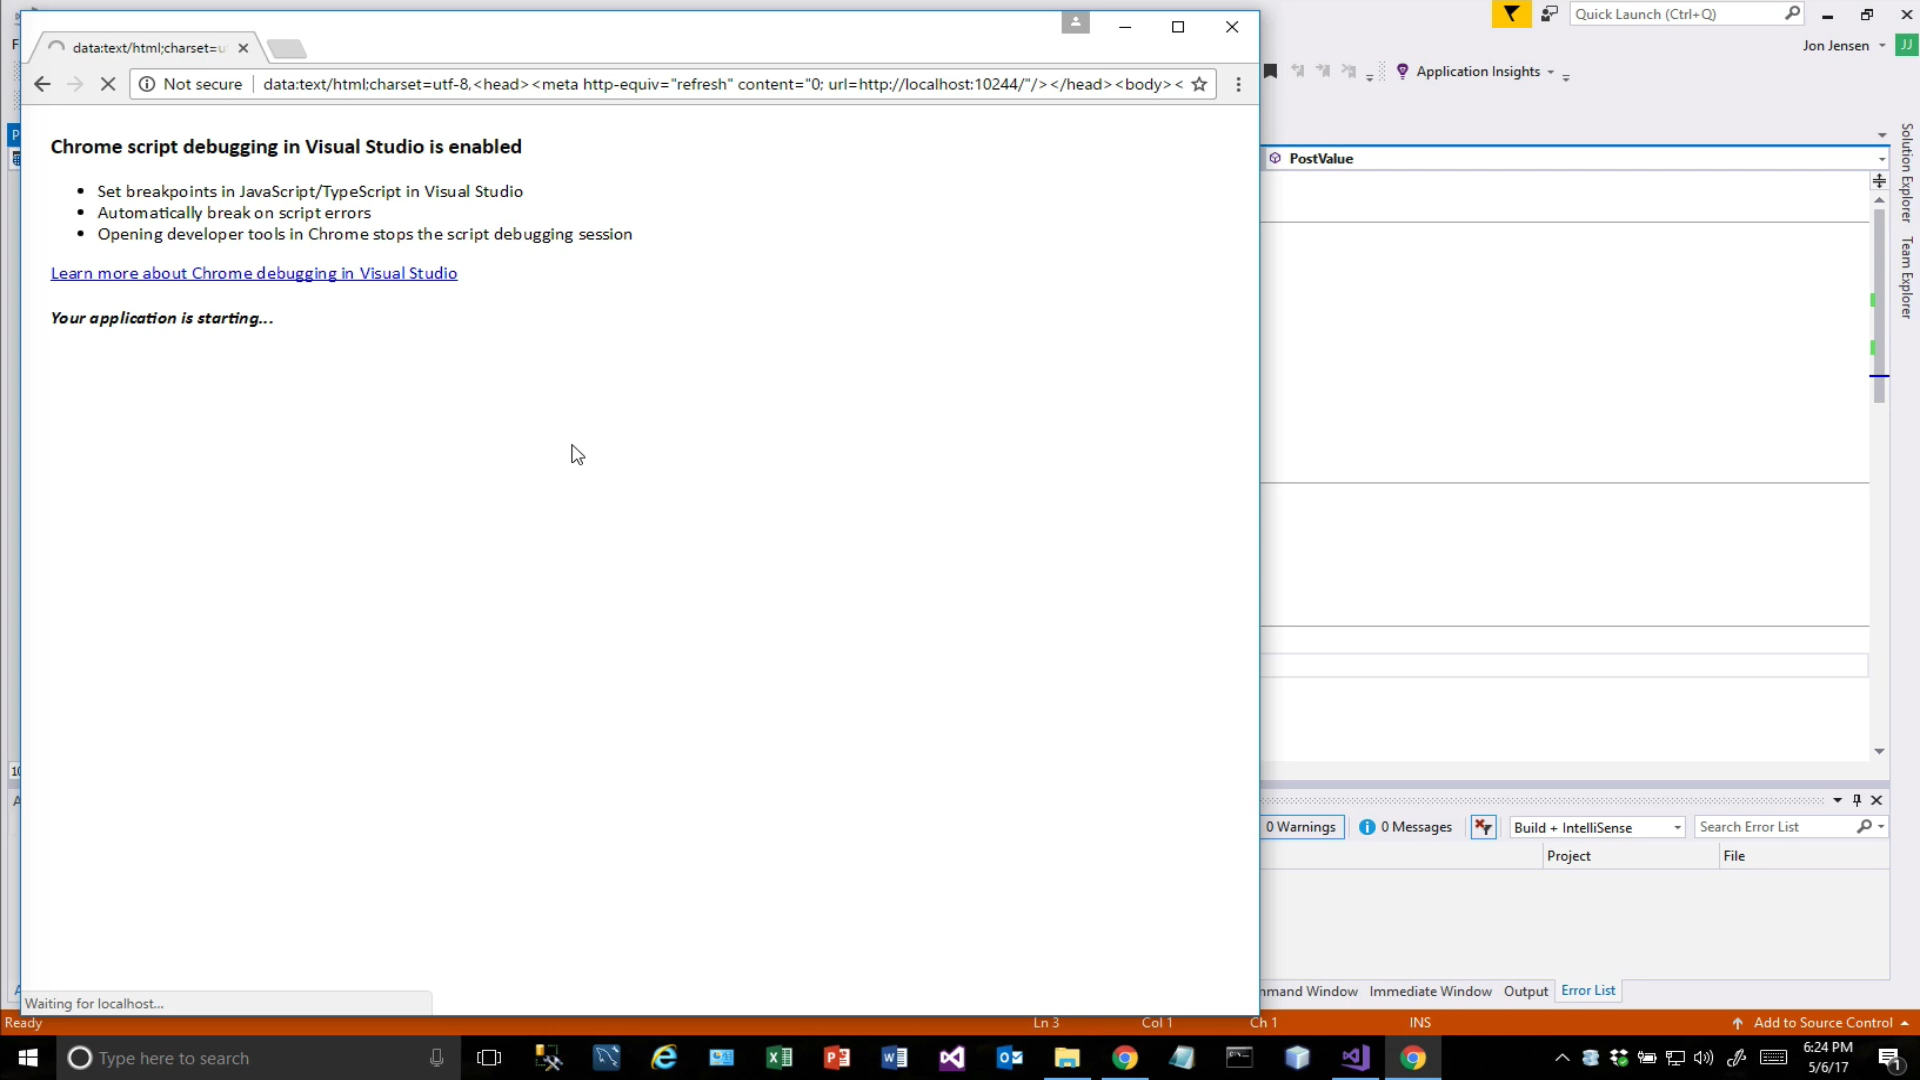 Quick Launch (Ctrl+Q)
data:text/html;charset=u
Jon Jensen
JJ
Not secure
data:text/html;charset=utf-8,<head><meta http-equiv="refresh" content="0; url=http://localhost:10244/"/></head><body><
Application Insights
Chrome script debugging in Visual Studio is enabled
PostValue
Set breakpoints in JavaScript/TypeScript in Visual Studio
Automatically break on script errors
Opening developer tools in Chrome stops the script debugging session
Learn more about Chrome debugging in Visual Studio
Your application is starting...
Solution Explorer
Team Explorer
0 Warnings
0 Messages
Build + IntelliSense
Search Error List
Project
File
Waiting for localhost...
mmand Window
Immediate Window
Output
Error List
Ready
Ln 3
Col 1
Ch 1
INS
Add to Source Control
Type here to search
6:24 PM
5/6/17
1